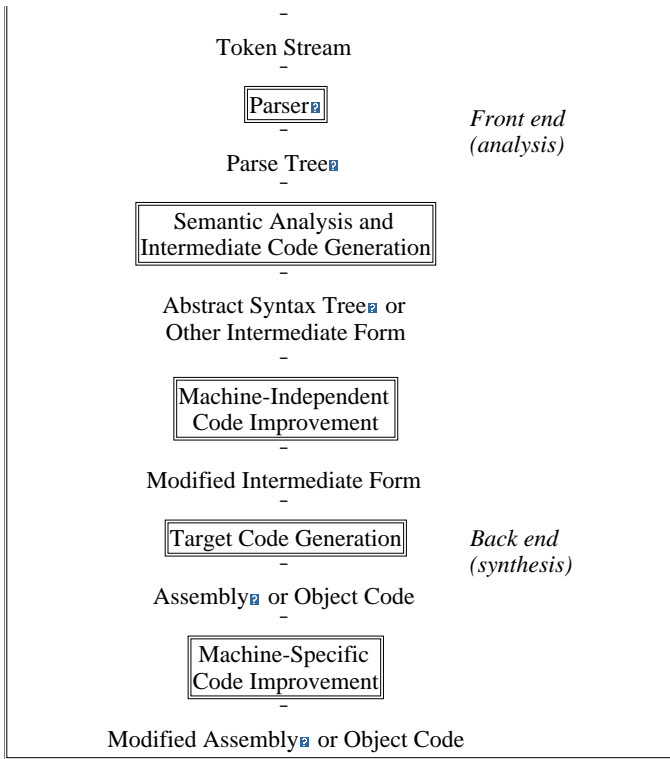 Token Stream
Parser
Front end
(analysis)
Parse Tree
Semantic Analysis and
Intermediate Code Generation
Abstract Syntax Tree or
Other Intermediate Form
Machine-Independent
Code Improvement
Modified Intermediate Form
Target Code Generation
Back end
(synthesis)
Assembly or Object Code
Machine-Specific
Code Improvement
Modified Assembly or Object Code